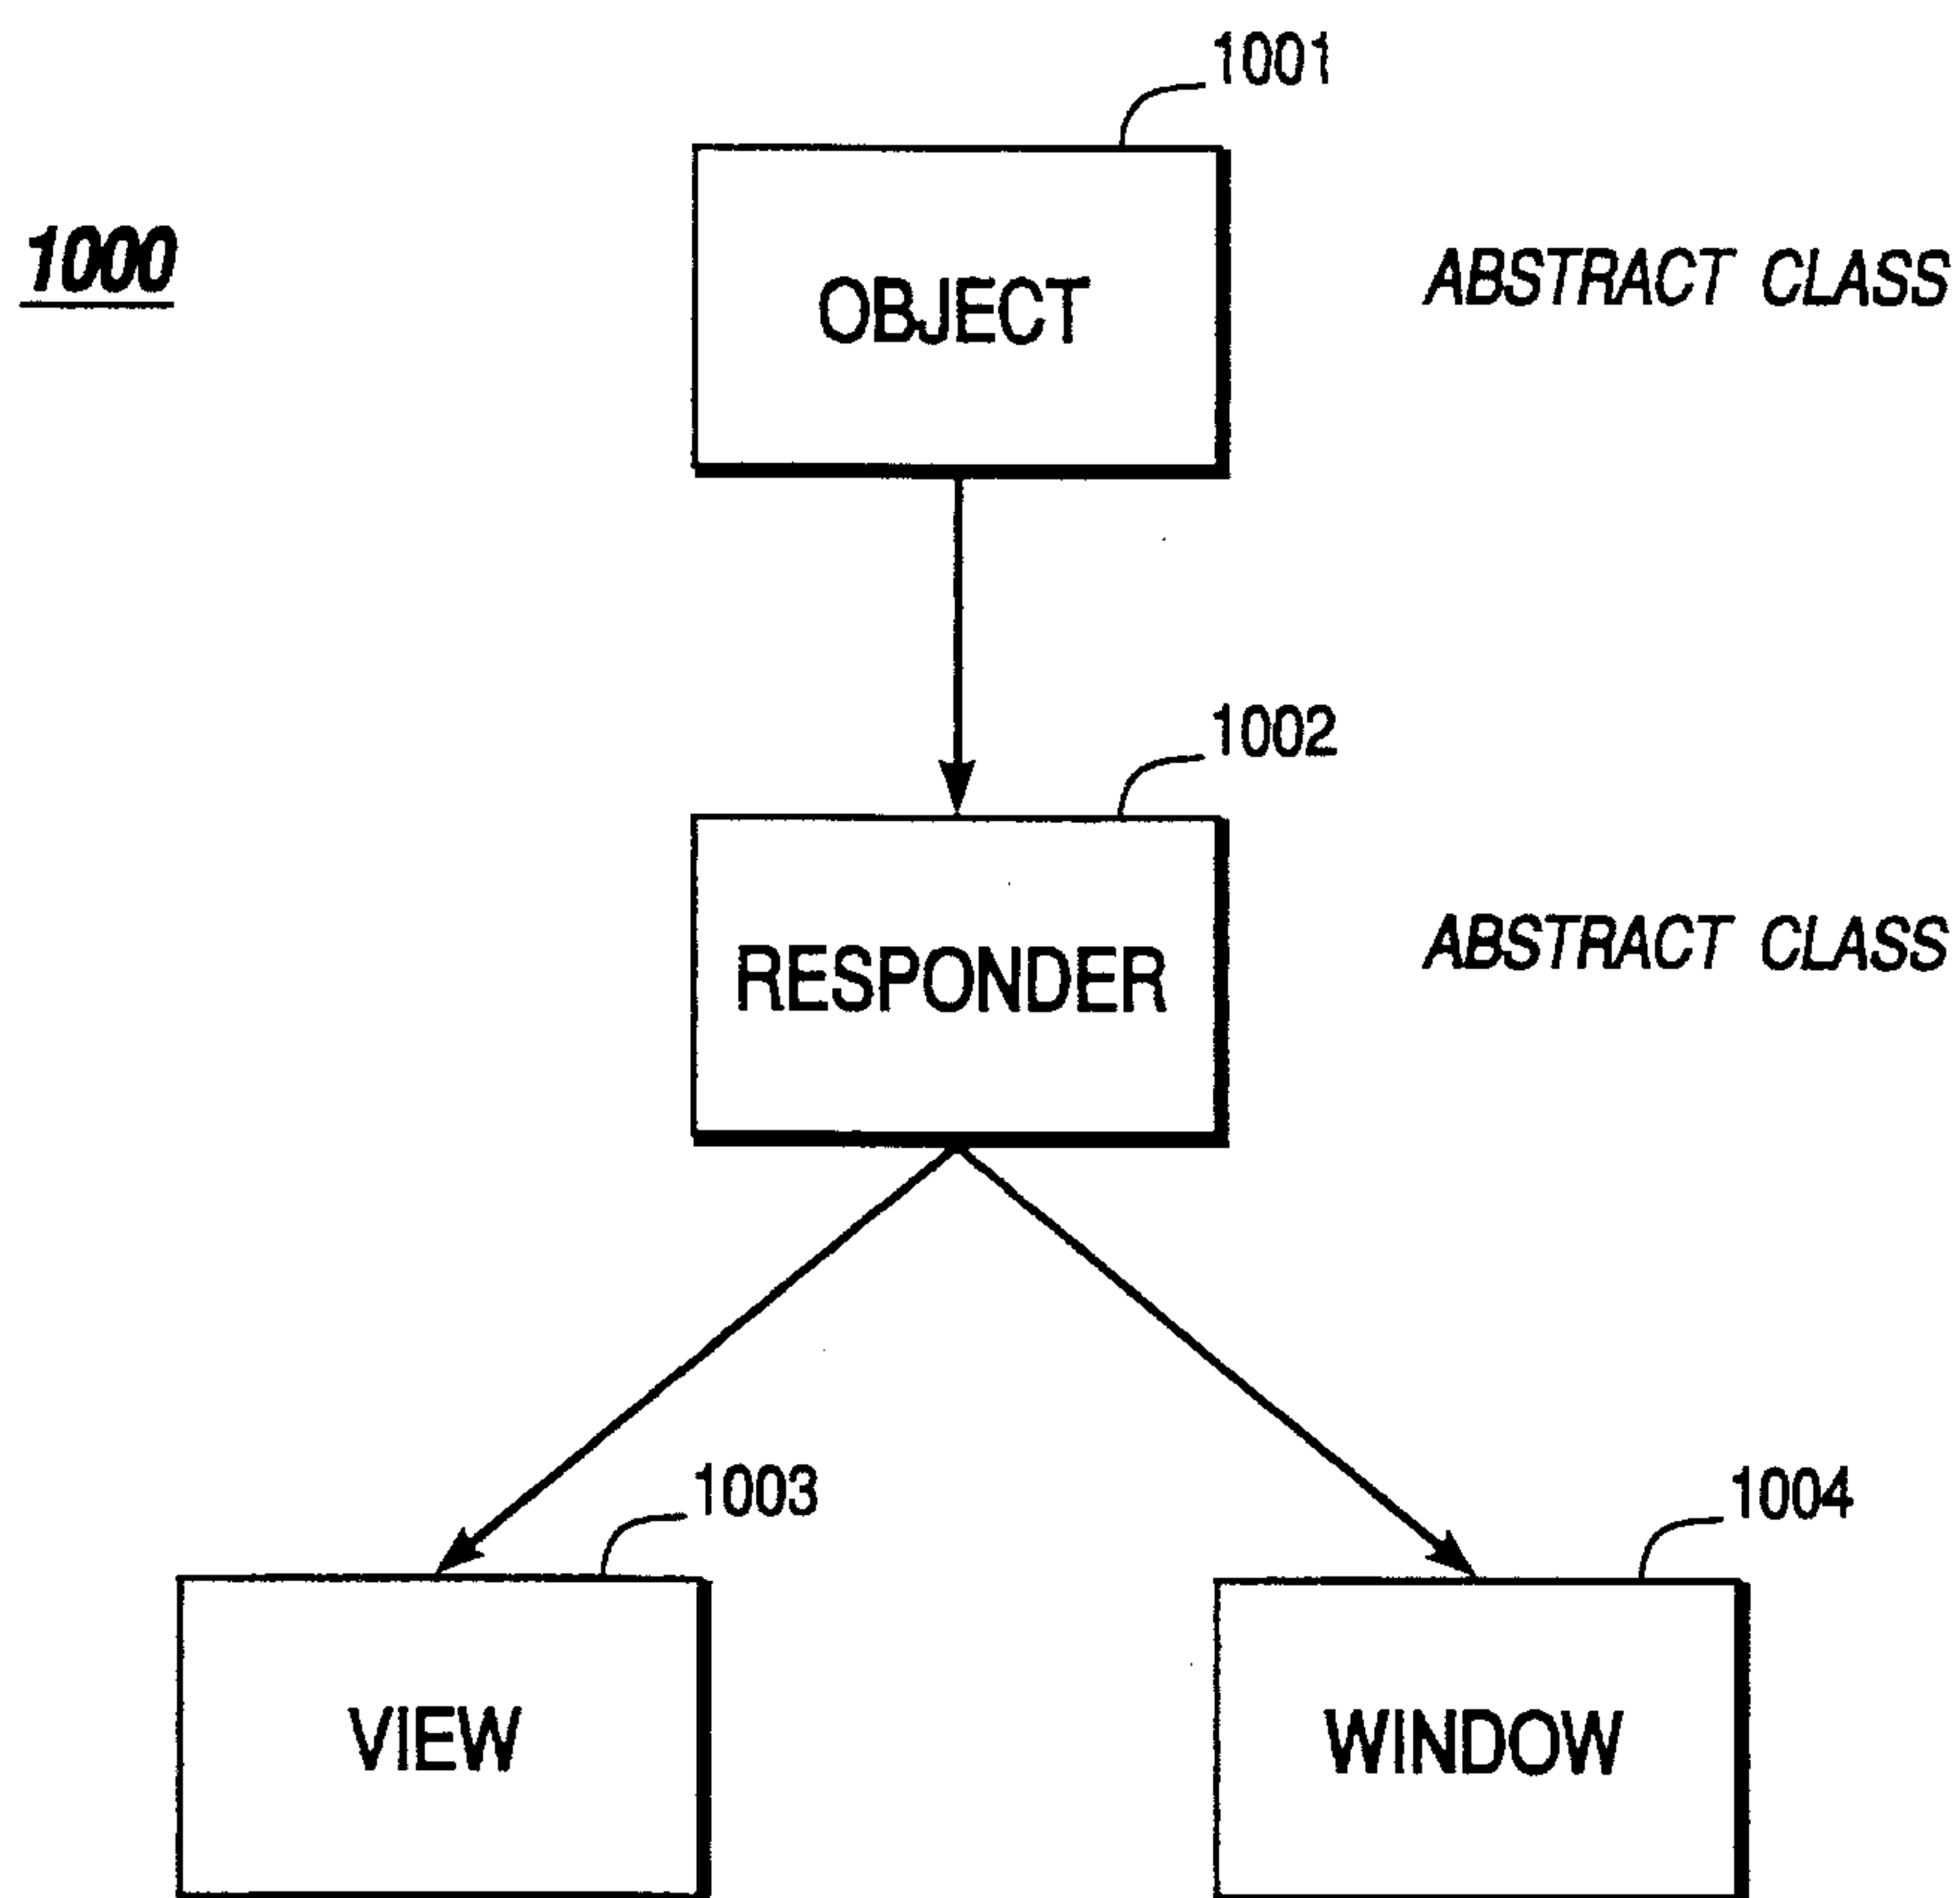 1001
1000
OBJECT
ABSTRACT CLASS
1002
RESPONDER
ABSTRACT CLASS
1003
1004
VIEW
WINDOW